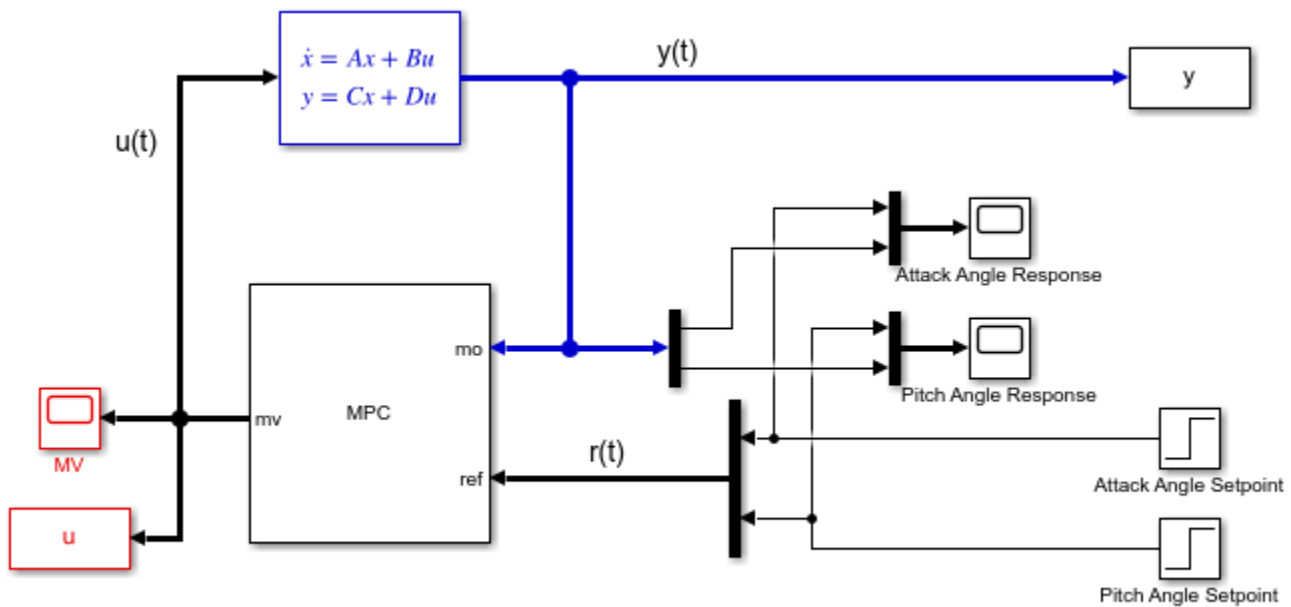 ẋ = Ax + Bu
y = Cx + Du
y(t)
y
u(t)
Attack Angle Response
mo
MPC
mv
Pitch Angle Response
MV
r(t)
ref
Attack Angle Setpoint
u
Pitch Angle Setpoint